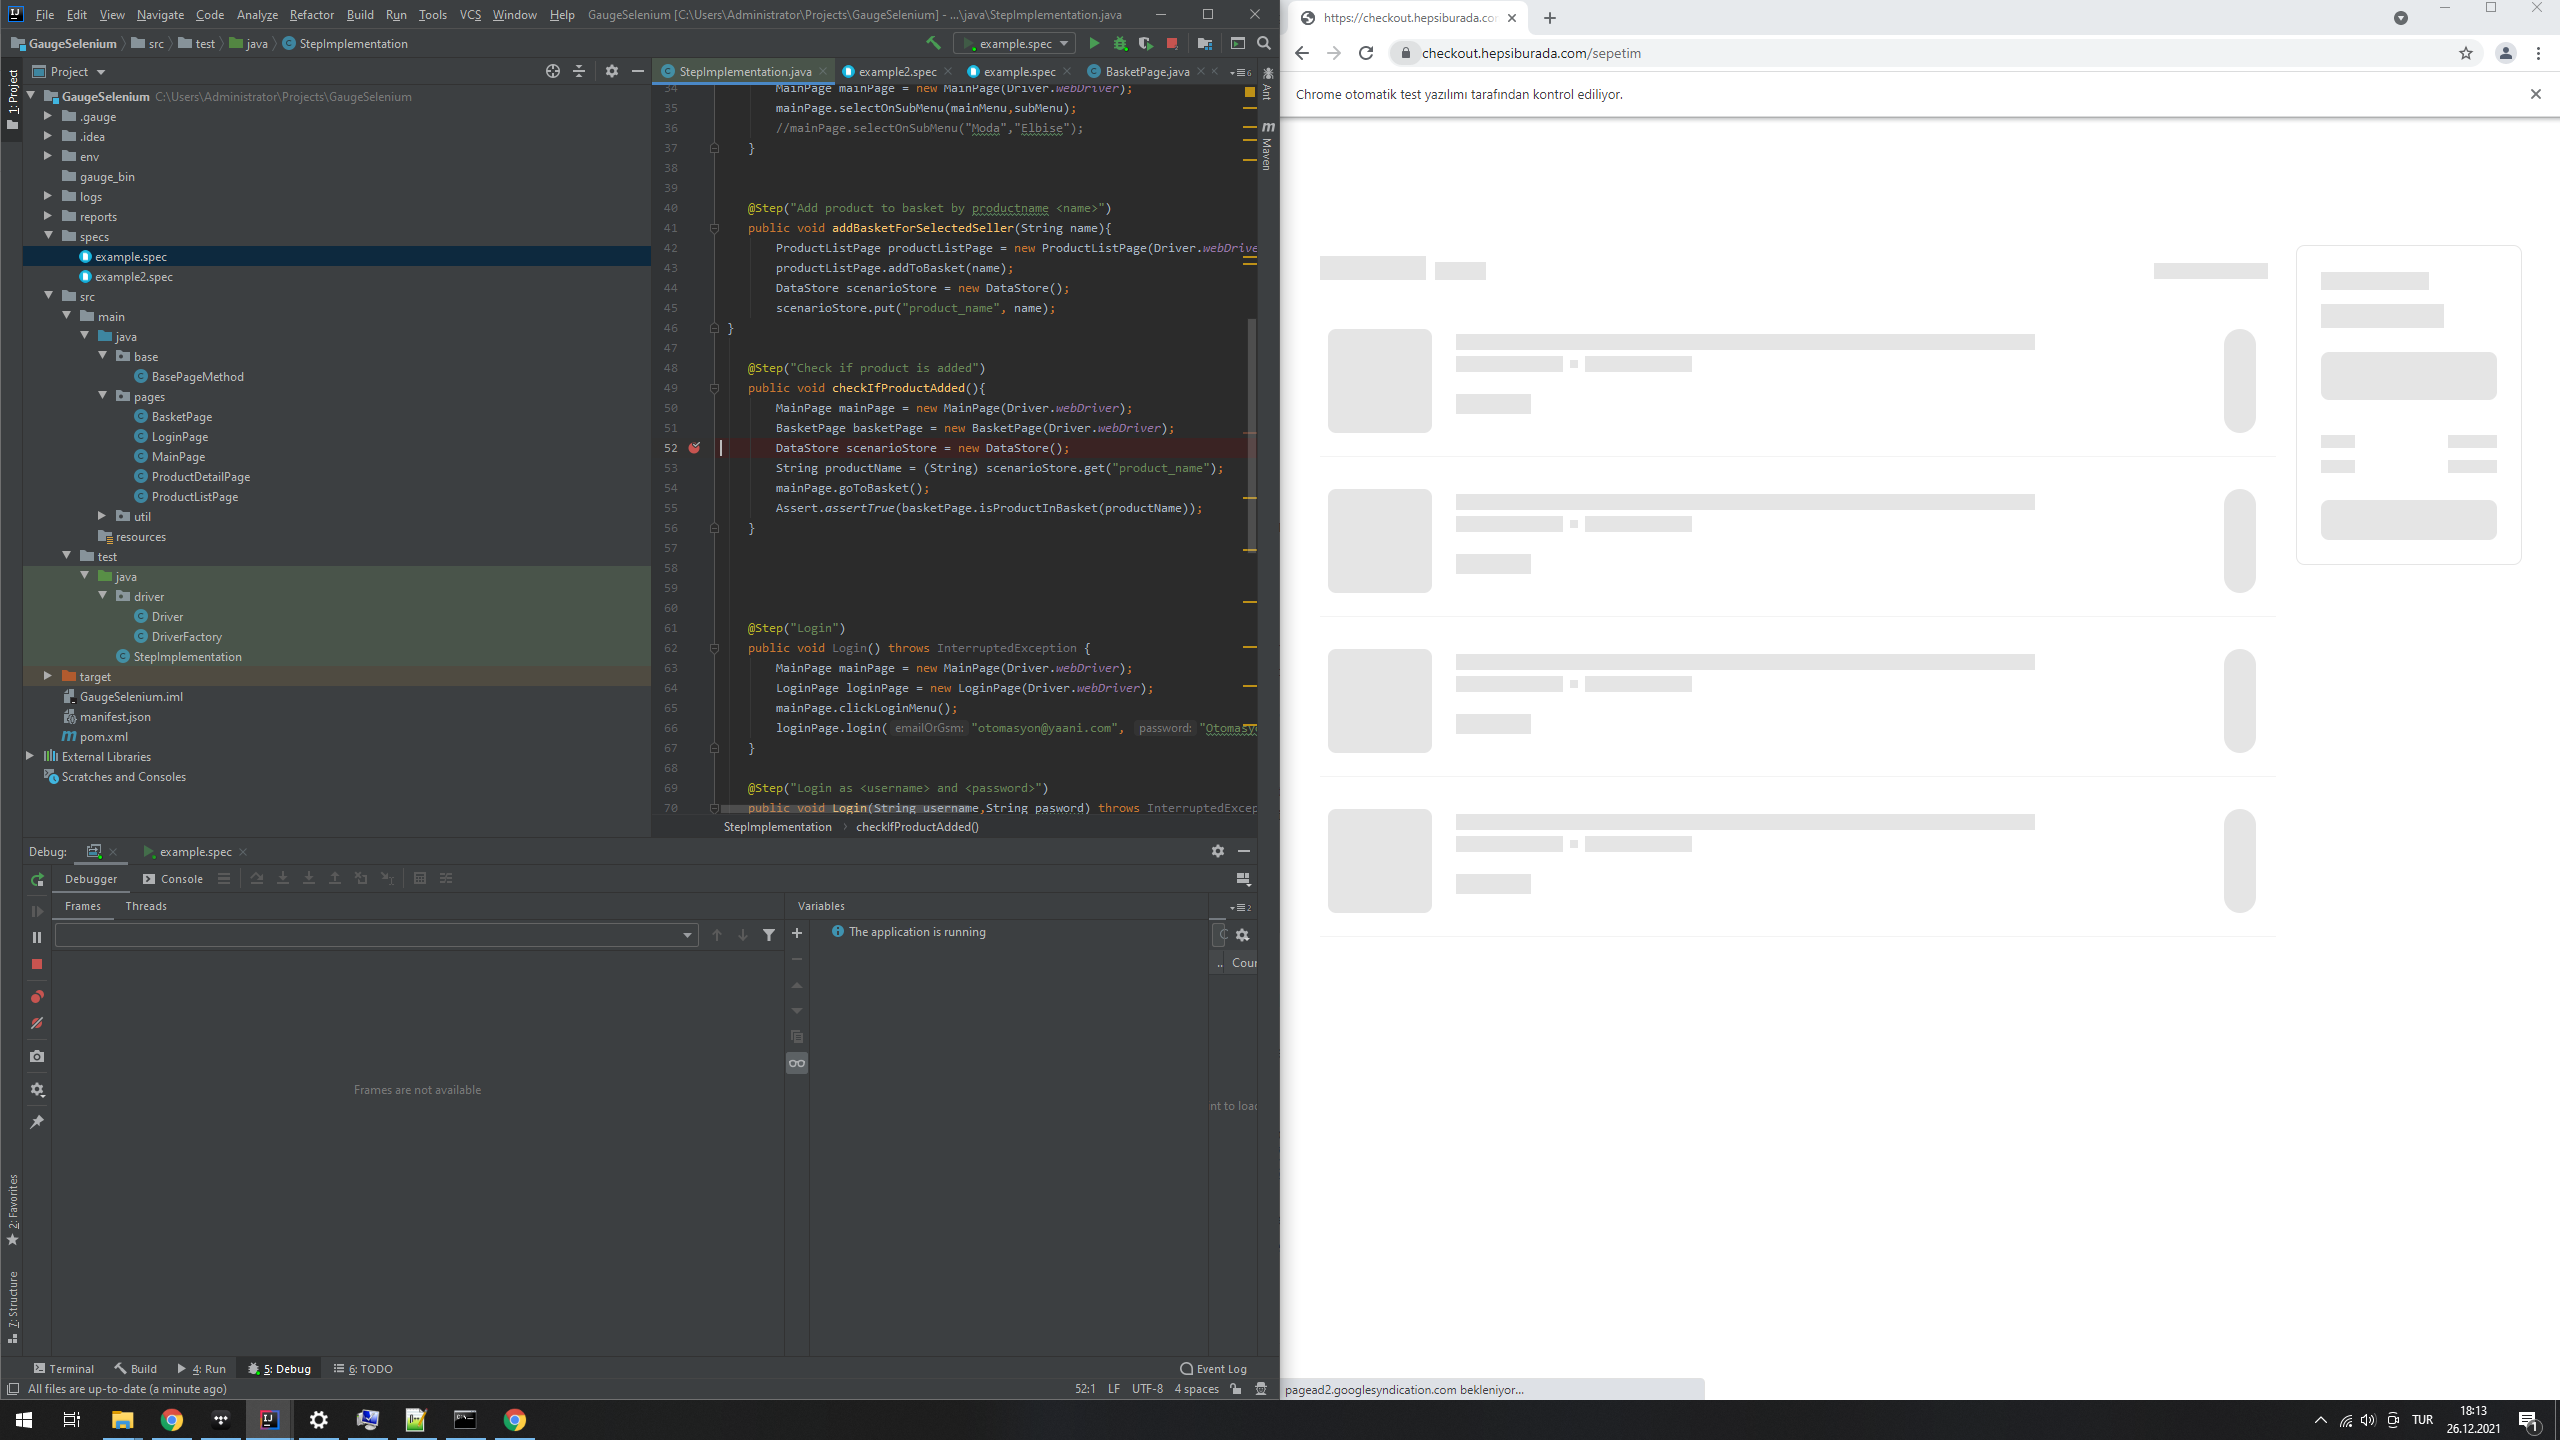 File Edit View Navigate Code Analyze Refactor Build Run Tools VCS Window Help GaugeSelenium [C:\Users\Administrator\Projects\GaugeSelenium] - ...\java\StepImplementation.java
GaugeSelenium src test java StepImplementation
example.spec
1: Project
Project
GaugeSelenium C:\Users\Administrator\Projects\GaugeSelenium
.gauge
.idea
env
gauge_bin
logs
reports
specs
example.spec
example2.spec
src
main
java
base
BasePageMethod
pages
BasketPage
LoginPage
MainPage
ProductDetailPage
ProductListPage
util
resources
test
java
driver
Driver
DriverFactory
StepImplementation
target
GaugeSelenium.iml
manifest.json
pom.xml
External Libraries
Scratches and Consoles
StepImplementation.java example2.spec example.spec BasketPage.java
Ant
Maven
34 MainPage mainPage = new MainPage(Driver.webDriver);
35 mainPage.selectOnSubMenu(mainMenu,subMenu);
36 //mainPage.selectOnSubMenu("Moda","Elbise");
37 }
38
39
40 @Step("Add product to basket by productname <name>")
41 public void addBasketForSelectedSeller(String name){
42 ProductListPage productListPage = new ProductListPage(Driver.webDrive
43 productListPage.addToBasket(name);
44 DataStore scenarioStore = new DataStore();
45 scenarioStore.put("product_name", name);
46 }
47
48 @Step("Check if product is added")
49 public void checkIfProductAdded(){
50 MainPage mainPage = new MainPage(Driver.webDriver);
51 BasketPage basketPage = new BasketPage(Driver.webDriver);
52 DataStore scenarioStore = new DataStore();
53 String productName = (String) scenarioStore.get("product_name");
54 mainPage.goToBasket();
55 Assert.assertTrue(basketPage.isProductInBasket(productName));
56 }
57
58
59
60
61 @Step("Login")
62 public void Login() throws InterruptedException {
63 MainPage mainPage = new MainPage(Driver.webDriver);
64 LoginPage loginPage = new LoginPage(Driver.webDriver);
65 mainPage.clickLoginMenu();
66 loginPage.login( emailOrGsm: "otomasyon@yaani.com", password: "Otomasyo
67 }
68
69 @Step("Login as <username> and <password>")
70 public void Login(String username,String pasword) throws InterruptedExcep
StepImplementation checkIfProductAdded()
Debug: example.spec
Debugger Console
Frames Threads
Variables
The application is running
Cour
Frames are not available
nt to loac
2: Favorites
7: Structure
Terminal Build 4: Run 5: Debug 6: TODO Event Log
All files are up-to-date (a minute ago) 52:1 LF UTF-8 4 spaces
https://checkout.hepsiburada.co
checkout.hepsiburada.com/sepetim
Chrome otomatik test yazılımı tarafından kontrol ediliyor.
pagead2.googlesyndication.com bekleniyor...
TUR
18:13
26.12.2021
1